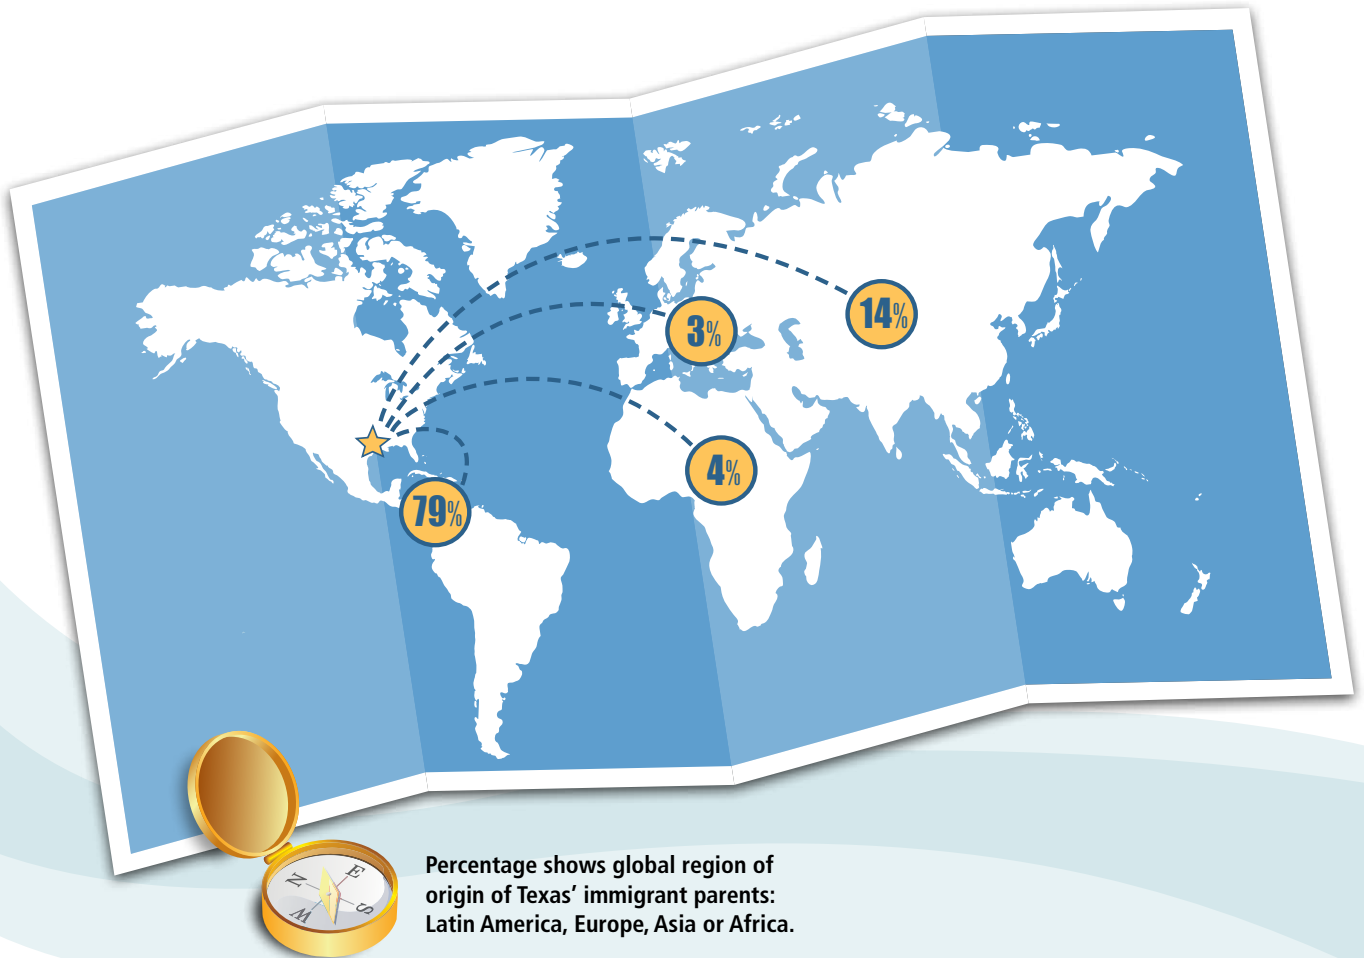 14%
3%
4%
79%
N
E
W
S
Percentage shows global region of
origin of Texas’ immigrant parents:
Latin America, Europe, Asia or Africa.